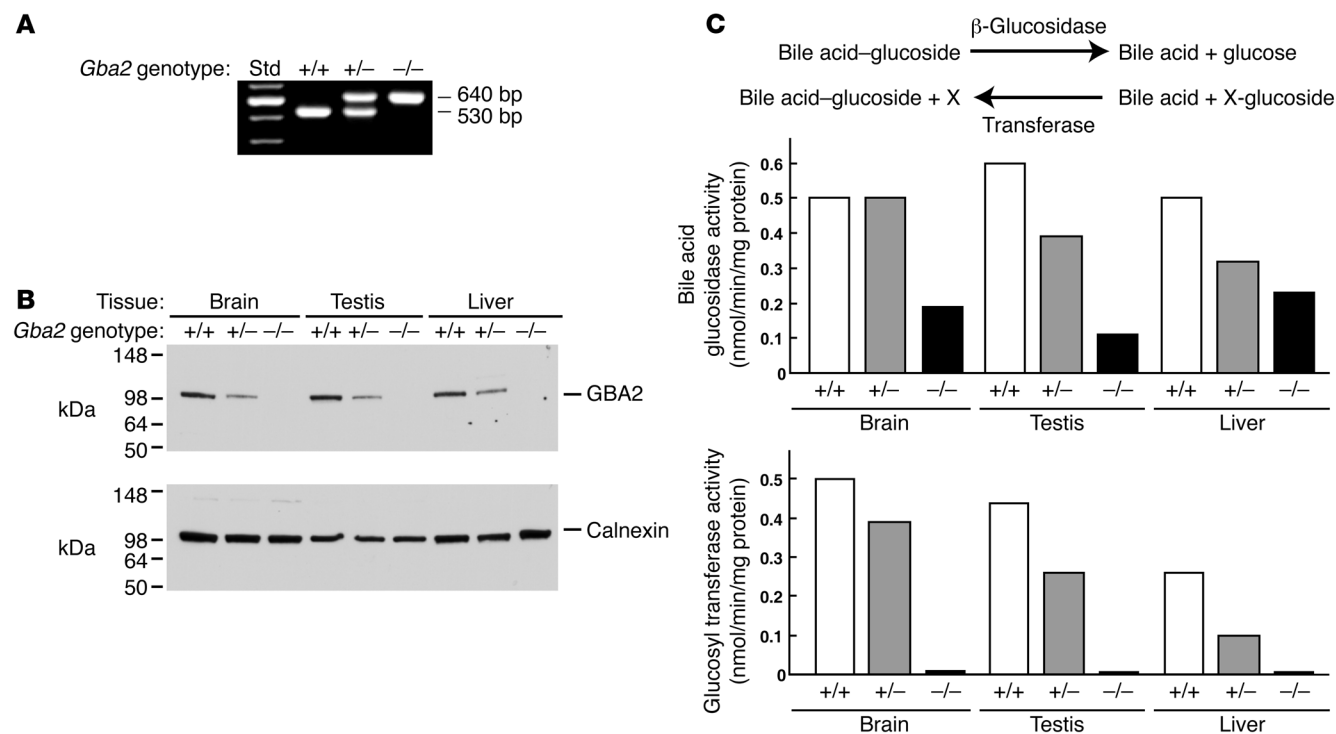 A
Gba2 genotype: Std +/+ +/– –/–
640 bp
530 bp
B
Tissue: Brain Testis Liver
Gba2 genotype: +/+ +/– –/– +/+ +/– –/– +/+ +/– –/–
148
98
64
50
kDa
GBA2
148
98
64
50
kDa
Calnexin
C
β-Glucosidase
Bile acid–glucoside Bile acid + glucose
Bile acid–glucoside + X Bile acid + X-glucoside
Transferase
Bile acid
glucosidase activity
(nmol/min/mg protein)
0.6
0.5
0.4
0.3
0.2
0.1
0
+/+ +/– –/– +/+ +/– –/– +/+ +/– –/–
Brain Testis Liver
Glucosyl transferase activity
(nmol/min/mg protein)
0.5
0.4
0.3
0.2
0.1
0
+/+ +/– –/– +/+ +/– –/– +/+ +/– –/–
Brain Testis Liver